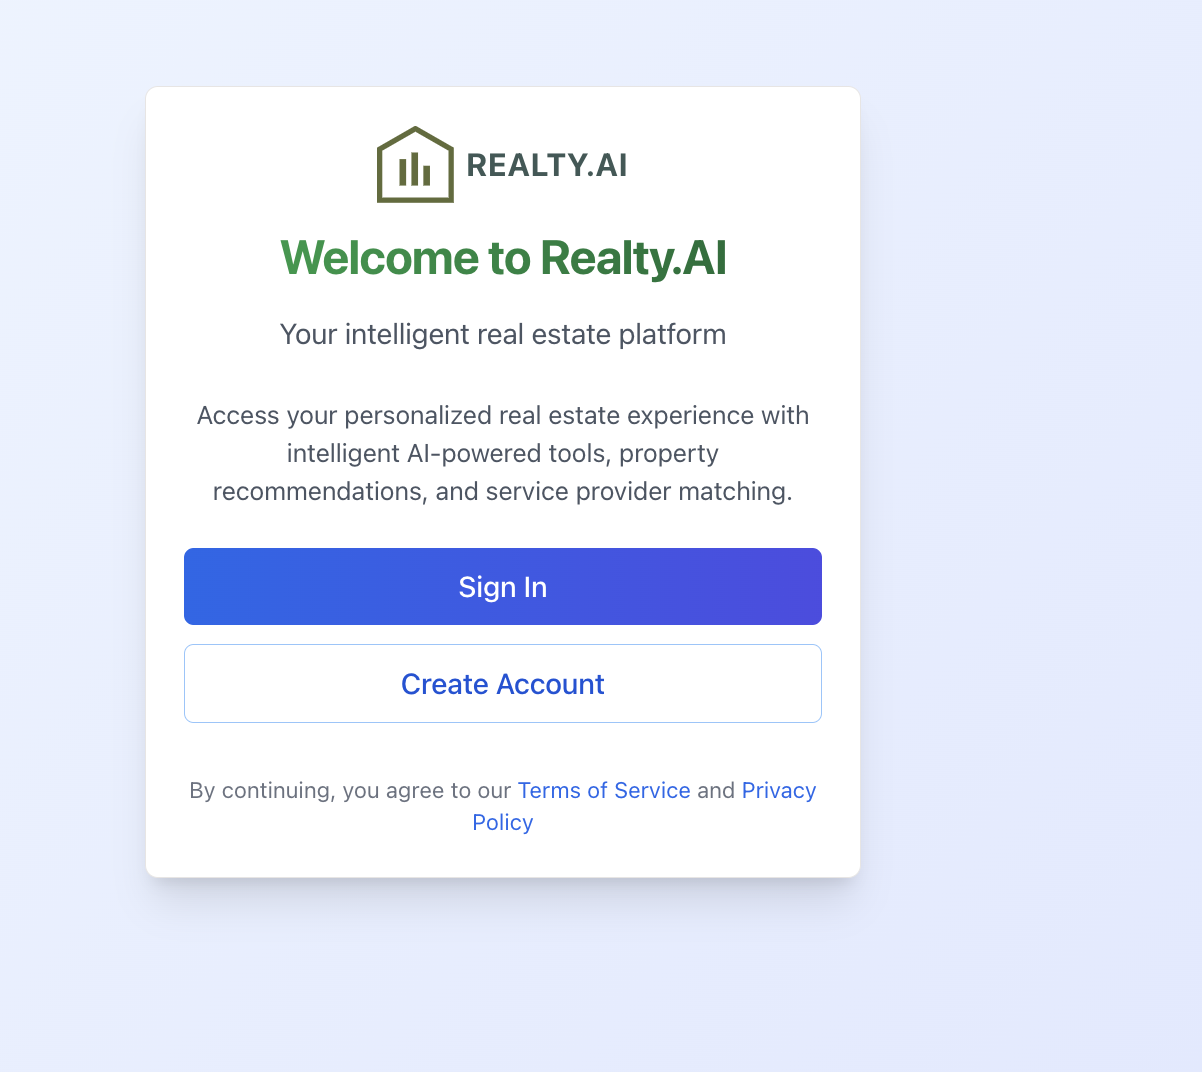 REALTY.AI
Welcome to Realty.AI
Your intelligent real estate platform
Access your personalized real estate experience with
intelligent AI-powered tools, property
recommendations, and service provider matching.
Sign In
Create Account
By continuing, you agree to our Terms of Service and Privacy
Policy